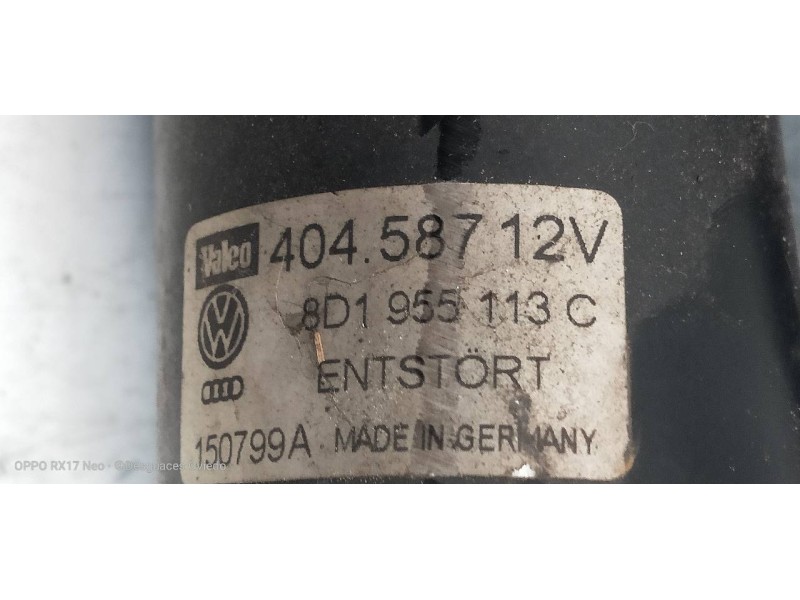 Valeo 404.587 12V
8D1 955 113 C
ENTSTÖRT
150799A MADE IN GERMANY
OPPO RX17 Neo · ©